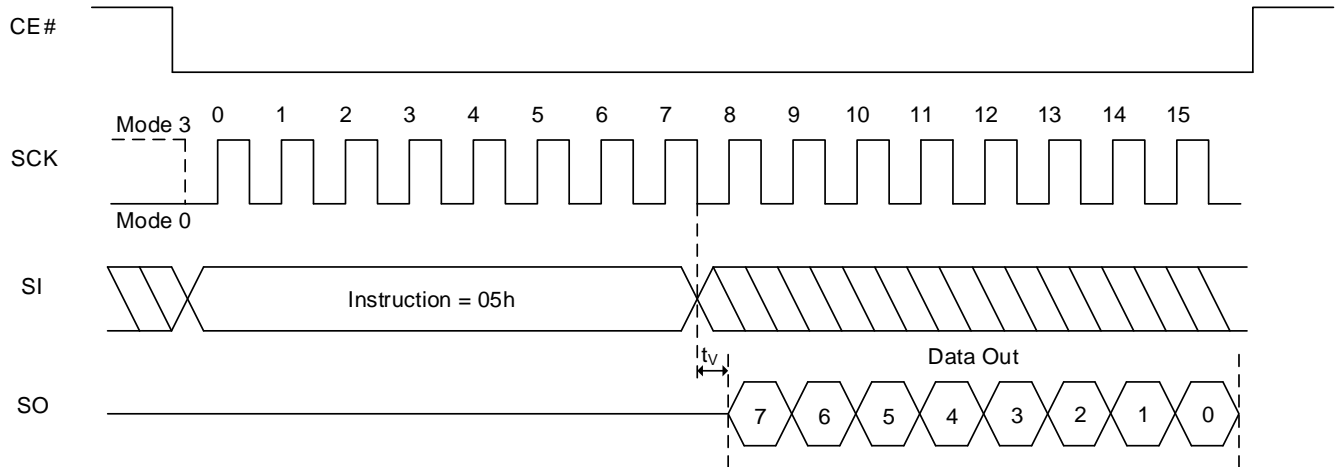 CE#
0 1 2 3 4 5 6 7 8 9 10 11 12 13 14 15
Mode 3
SCK
Mode 0
SI
Instruction = 05h
tV
Data Out
SO
7 6 5 4 3 2 1 0